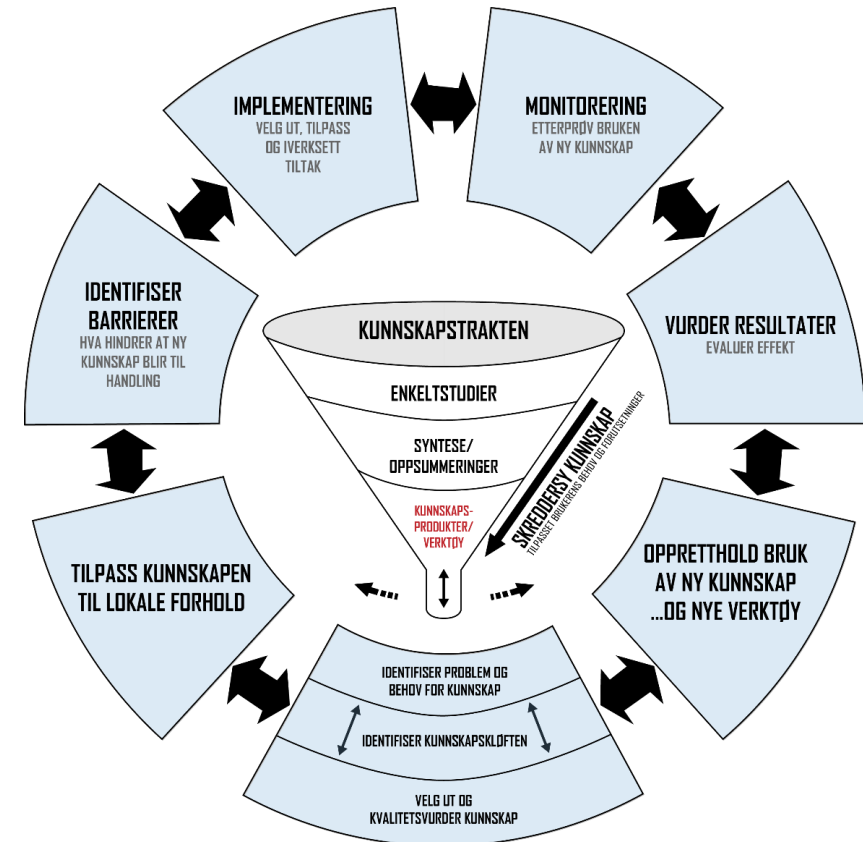 IMPLEMENTERING
VELG UT, TILPASS
OG IVERKSETT
TILTAK
MONITORERING
ETTERPRØV BRUKEN
AV NY KUNNSKAP
IDENTIFISER
BARRIERER
HVA HINDRER AT NY
KUNNSKAP BLIR TIL
HANDLING
VURDER RESULTATER
EVALUER EFFEKT
KUNNSKAPSTRAKTEN
ENKELTSTUDIER
SYNTESE/
OPPSUMMERINGER
KUNNSKAPS-
PRODUKTER/
VERKTØY
SKREDDERSY KUNNSKAP
TILPASSET BRUKERENS BEHOV OG FORUTSETNINGER
TILPASS KUNNSKAPEN
TIL LOKALE FORHOLD
OPPRETTHOLD BRUK
AV NY KUNNSKAP
...OG NYE VERKTØY
IDENTIFISER PROBLEM OG
BEHOV FOR KUNNSKAP
IDENTIFISER KUNNSKAPSKLØFTEN
VELG UT OG
KVALITETSVURDER KUNNSKAP